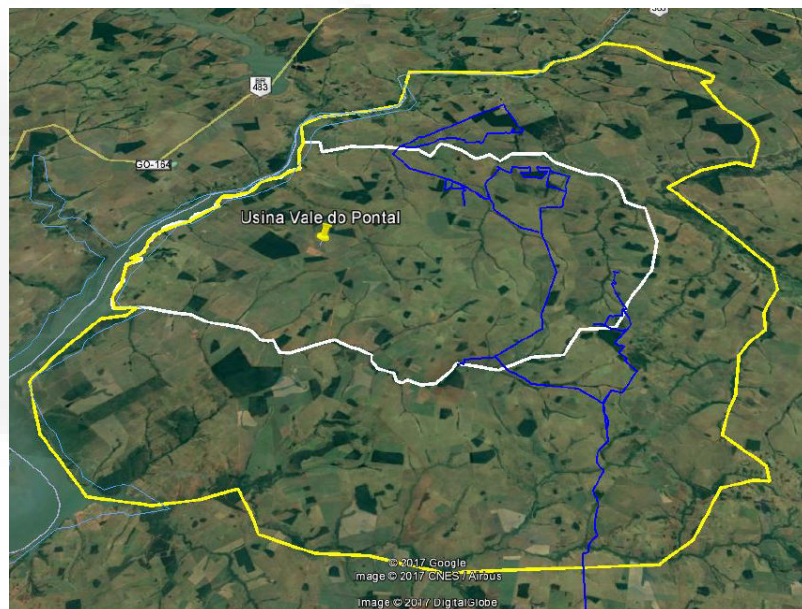 BR
483
GO-164
Usina Vale do Pontal
© 2017 Google
Image © 2017 CNES / Airbus
Image © 2017 DigitalGlobe